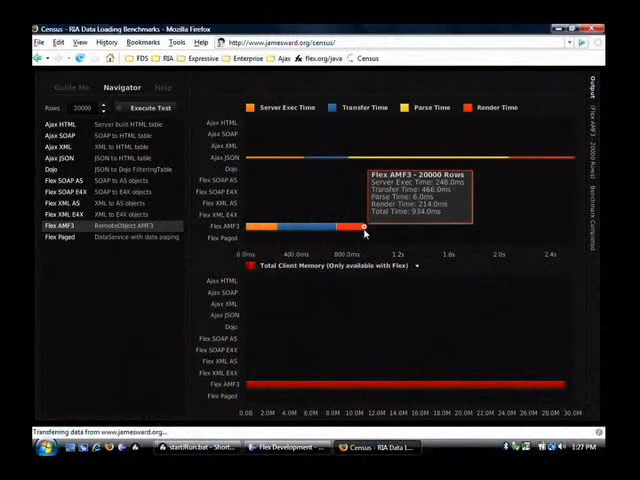 Census - RIA Data Loading Benchmarks - Mozilla Firefox
File Edit View Bookmarks Tools Help
http://www.jamesward.org/census/
FDS RIA Expressive Enterprise Ajax flex.org/java Census
Guide Me Navigator Help
Rows 20000 Execute Test
Ajax HTML Server built HTML table
Ajax SOAP SOAP to HTML table
Ajax XML XML to HTML table
Ajax JSON JSON to HTML table
Dojo JSON to Dojo FilteringTable
Flex SOAP AS SOAP to AS objects
Flex SOAP E4X SOAP to E4X objects
Flex XML AS XML to AS objects
Flex XML E4X XML to E4X objects
Flex AMF3 RemoteObject AMF3
Flex Paged DataService with data paging
Server Exec Time Transfer Time Parse Time Render Time
Ajax HTML
Ajax SOAP
Ajax XML
Ajax JSON
Dojo
Flex SOAP AS
Flex SOAP E4X
Flex XML AS
Flex XML E4X
Flex AMF3
Flex Paged
Flex AMF3 - 20000 Rows
Server Exec Time: 248.0ms
Transfer Time: 466.0ms
Parse Time: 6.0ms
Render Time: 214.0ms
Total Time: 934.0ms
0.0ms 400.0ms 800.0ms 1.2s 1.6s 2.0s 2.4s
Total Client Memory (Only available with Flex)
Ajax HTML
Ajax SOAP
Ajax XML
Ajax JSON
Dojo
Flex SOAP AS
Flex SOAP E4X
Flex XML AS
Flex XML E4X
Flex AMF3
Flex Paged
0.0M 2.0M 4.0M 6.0M 8.0M 10.0M 12.0M 14.0M 16.0M 18.0M 20.0M 22.0M 24.0M 26.0M 28.0M 30.0M
Output (Flex AMF3 - 20000 Rows) Benchmark Completed
Transferring data from www.jamesward.org...
startJRun.bat - Short... Flex Development - ... Census - RIA Data L... 1:27 PM